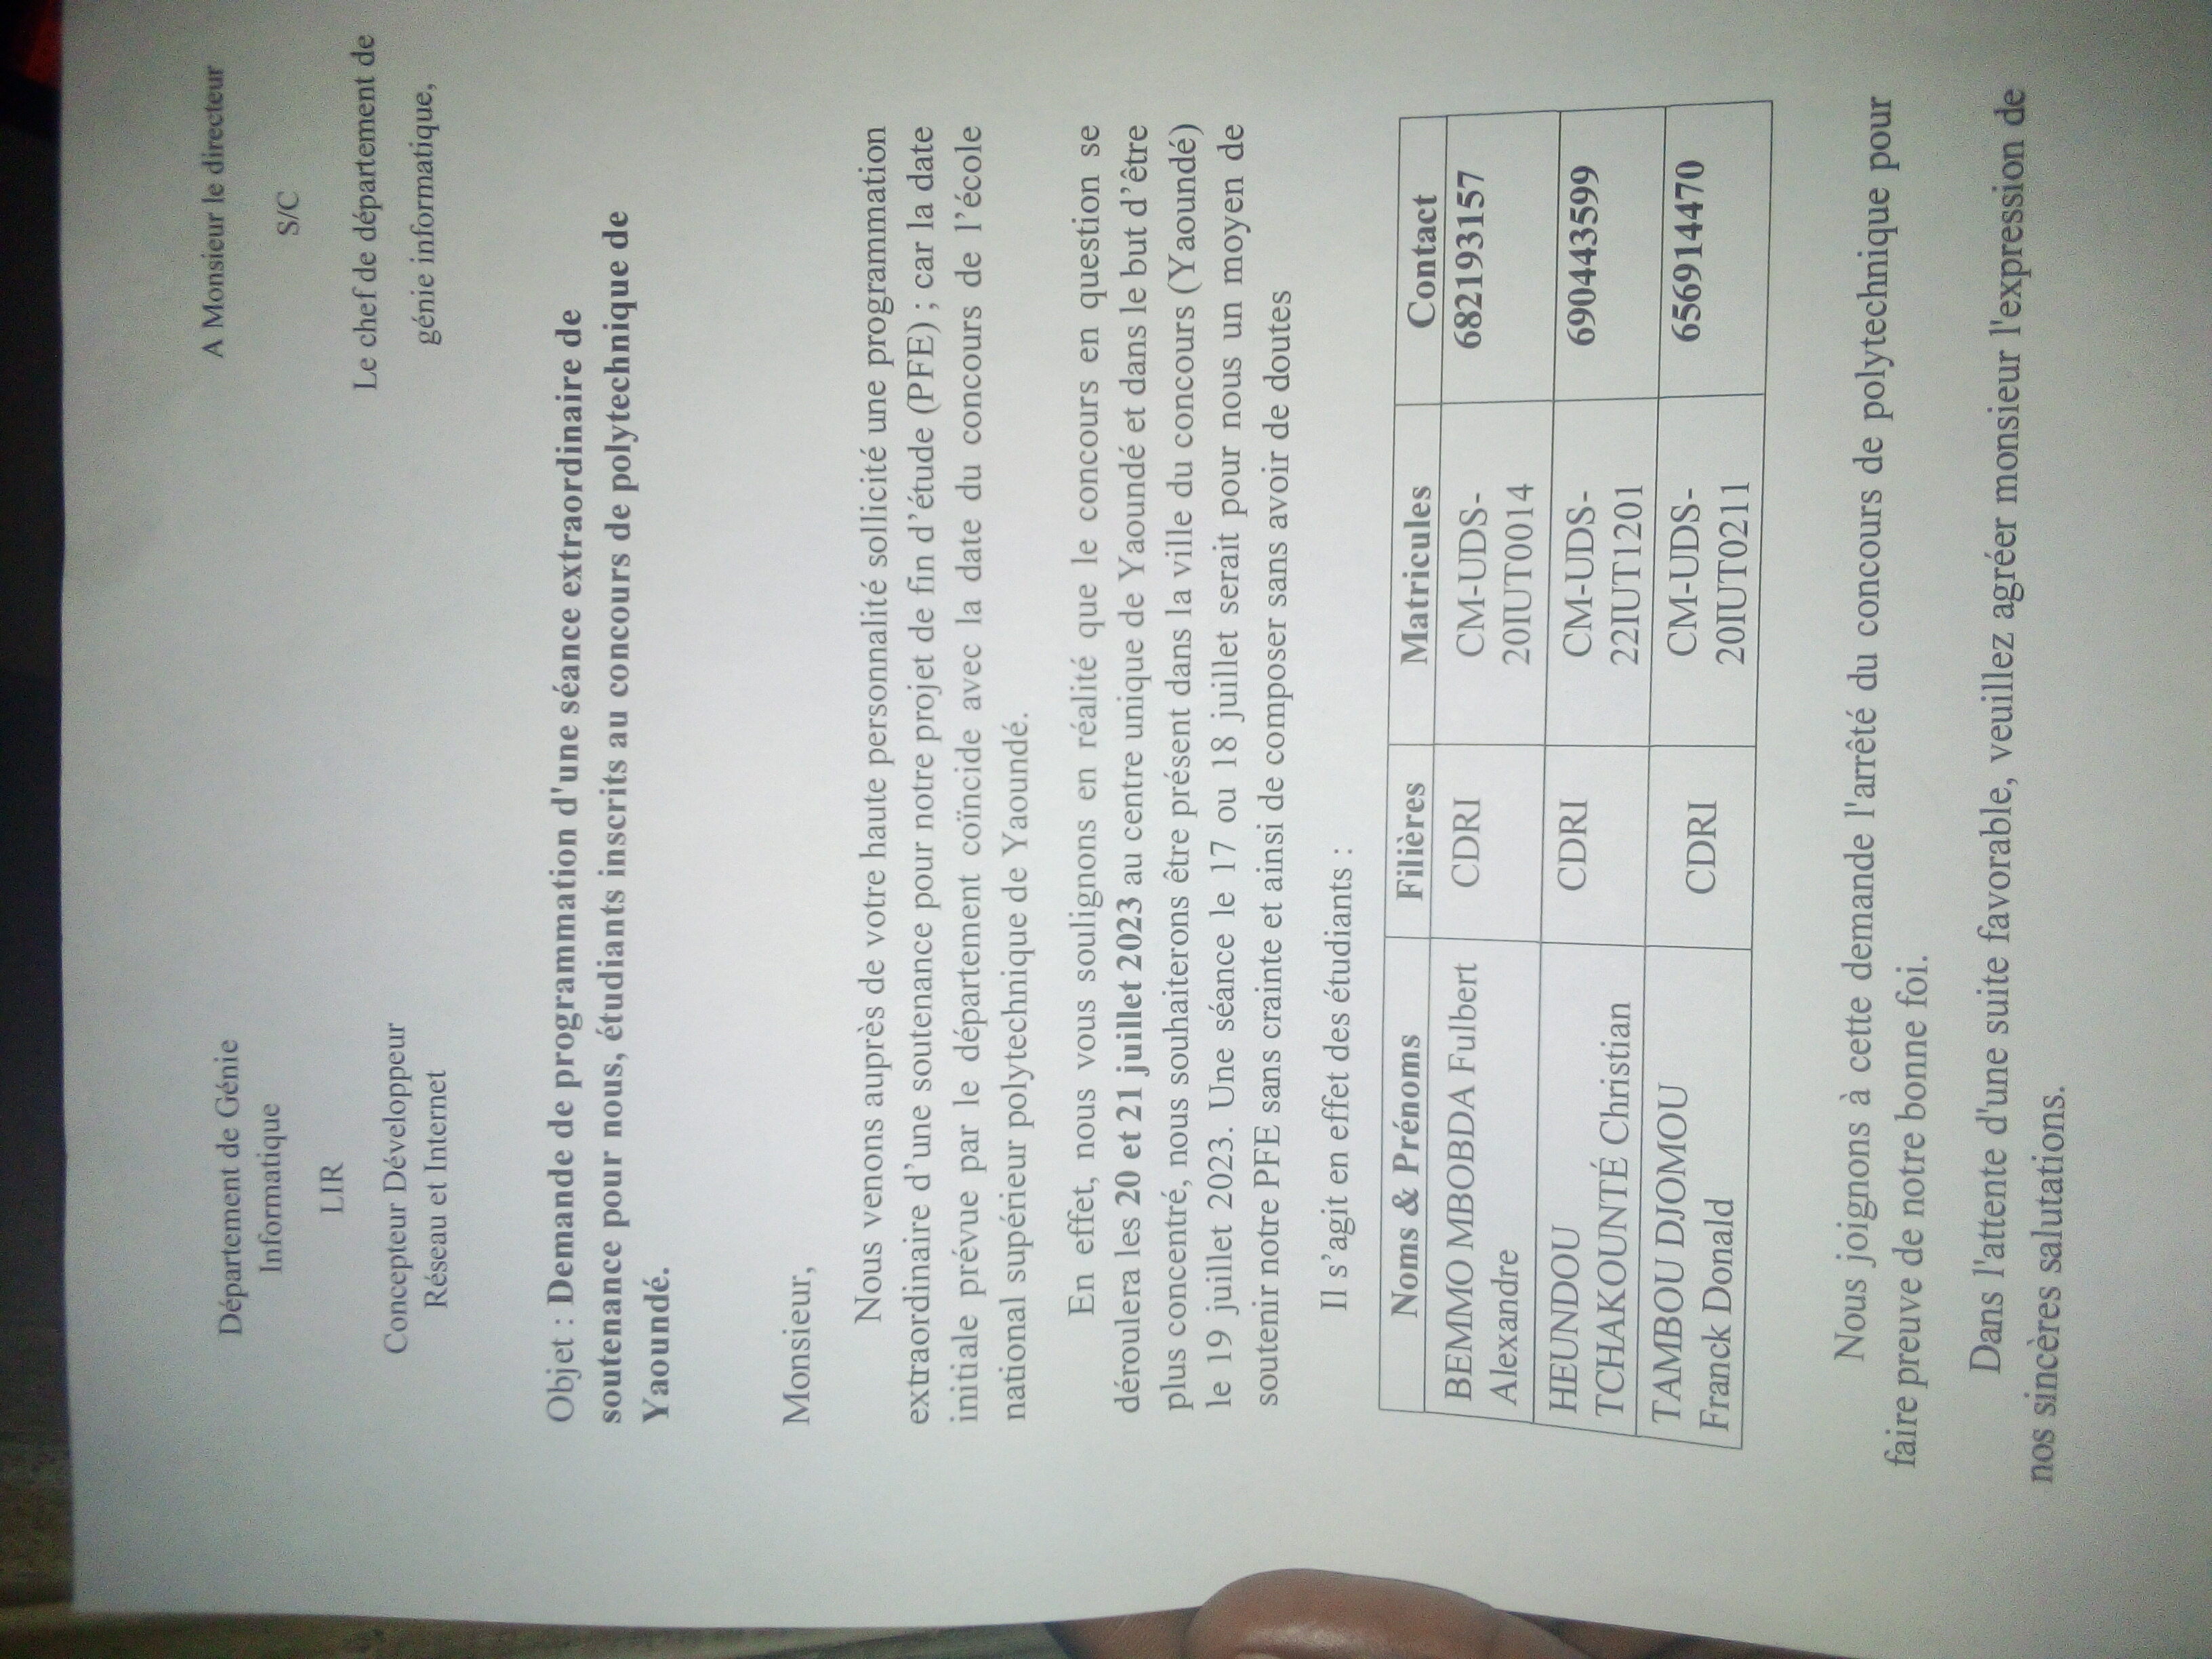 Département de Génie
Informatique
LIR
Concepteur Développeur
Réseau et Internet
A Monsieur le directeur
S/C
Le chef de département de
génie informatique,
Objet : Demande de programmation d'une séance extraordinaire de
soutenance pour nous, étudiants inscrits au concours de polytechnique de
Yaoundé.
Monsieur,
Nous venons auprès de votre haute personnalité sollicité une programmation
extraordinaire d’une soutenance pour notre projet de fin d’étude (PFE) ; car la date
initiale prévue par le département coïncide avec la date du concours de l’école
national supérieur polytechnique de Yaoundé.
En effet, nous vous soulignons en réalité que le concours en question se
déroulera les 20 et 21 juillet 2023 au centre unique de Yaoundé et dans le but d’être
plus concentré, nous souhaiterons être présent dans la ville du concours (Yaoundé)
le 19 juillet 2023. Une séance le 17 ou 18 juillet serait pour nous un moyen de
soutenir notre PFE sans crainte et ainsi de composer sans avoir de doutes
Il s’agit en effet des étudiants :
Noms & Prénoms Filières Matricules Contact
BEMMO MBOBDA Fulbert CDRI CM-UDS- 682193157
Alexandre 20IUT0014
HEUNDOU CDRI CM-UDS- 690443599
TCHAKOUNTÉ Christian 22IUT1201
TAMBOU DJOMOU CDRI CM-UDS- 656914470
Franck Donald 20IUT0211
Nous joignons à cette demande l'arrêté du concours de polytechnique pour
faire preuve de notre bonne foi.
Dans l'attente d'une suite favorable, veuillez agréer monsieur l'expression de
nos sincères salutations.